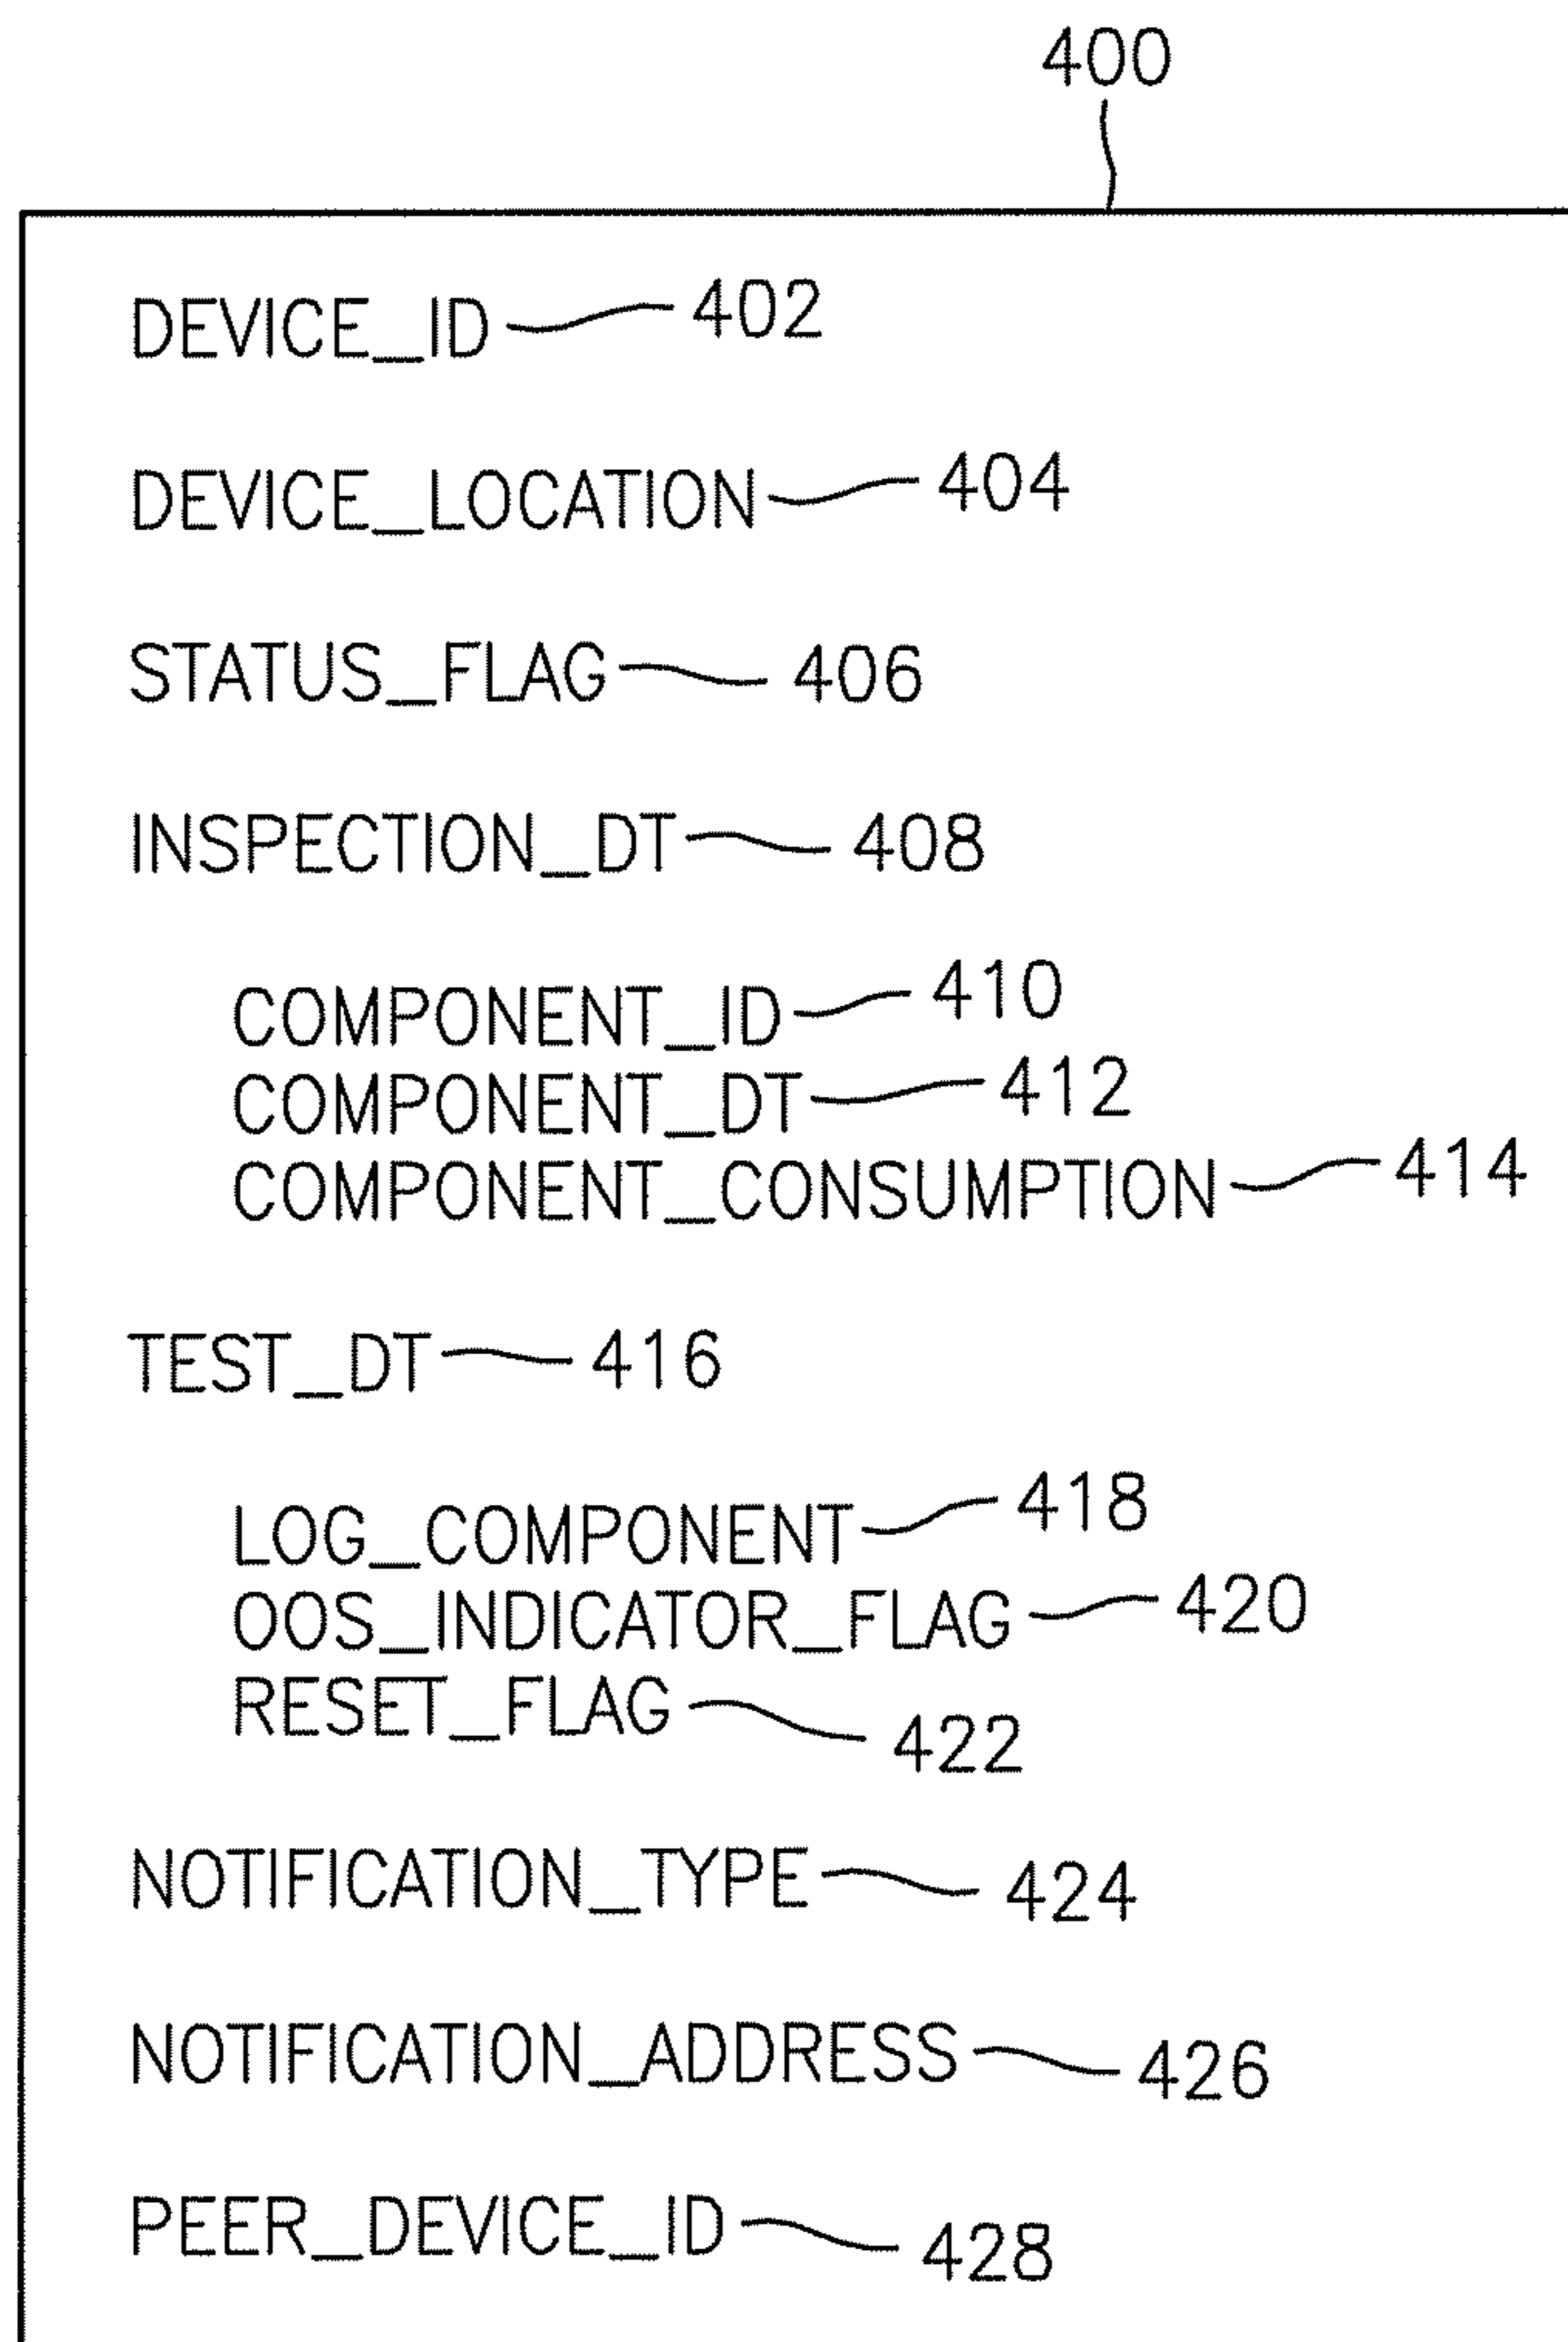 400
DEVICE_ID 402
DEVICE_LOCATION 404
STATUS_FLAG 406
INSPECTION_DT 408
COMPONENT_ID 410
COMPONENT_DT 412
COMPONENT_CONSUMPTION 414
TEST_DT 416
LOG_COMPONENT 418
OOS_INDICATOR_FLAG 420
RESET_FLAG 422
NOTIFICATION_TYPE 424
NOTIFICATION_ADDRESS 426
PEER_DEVICE_ID 428